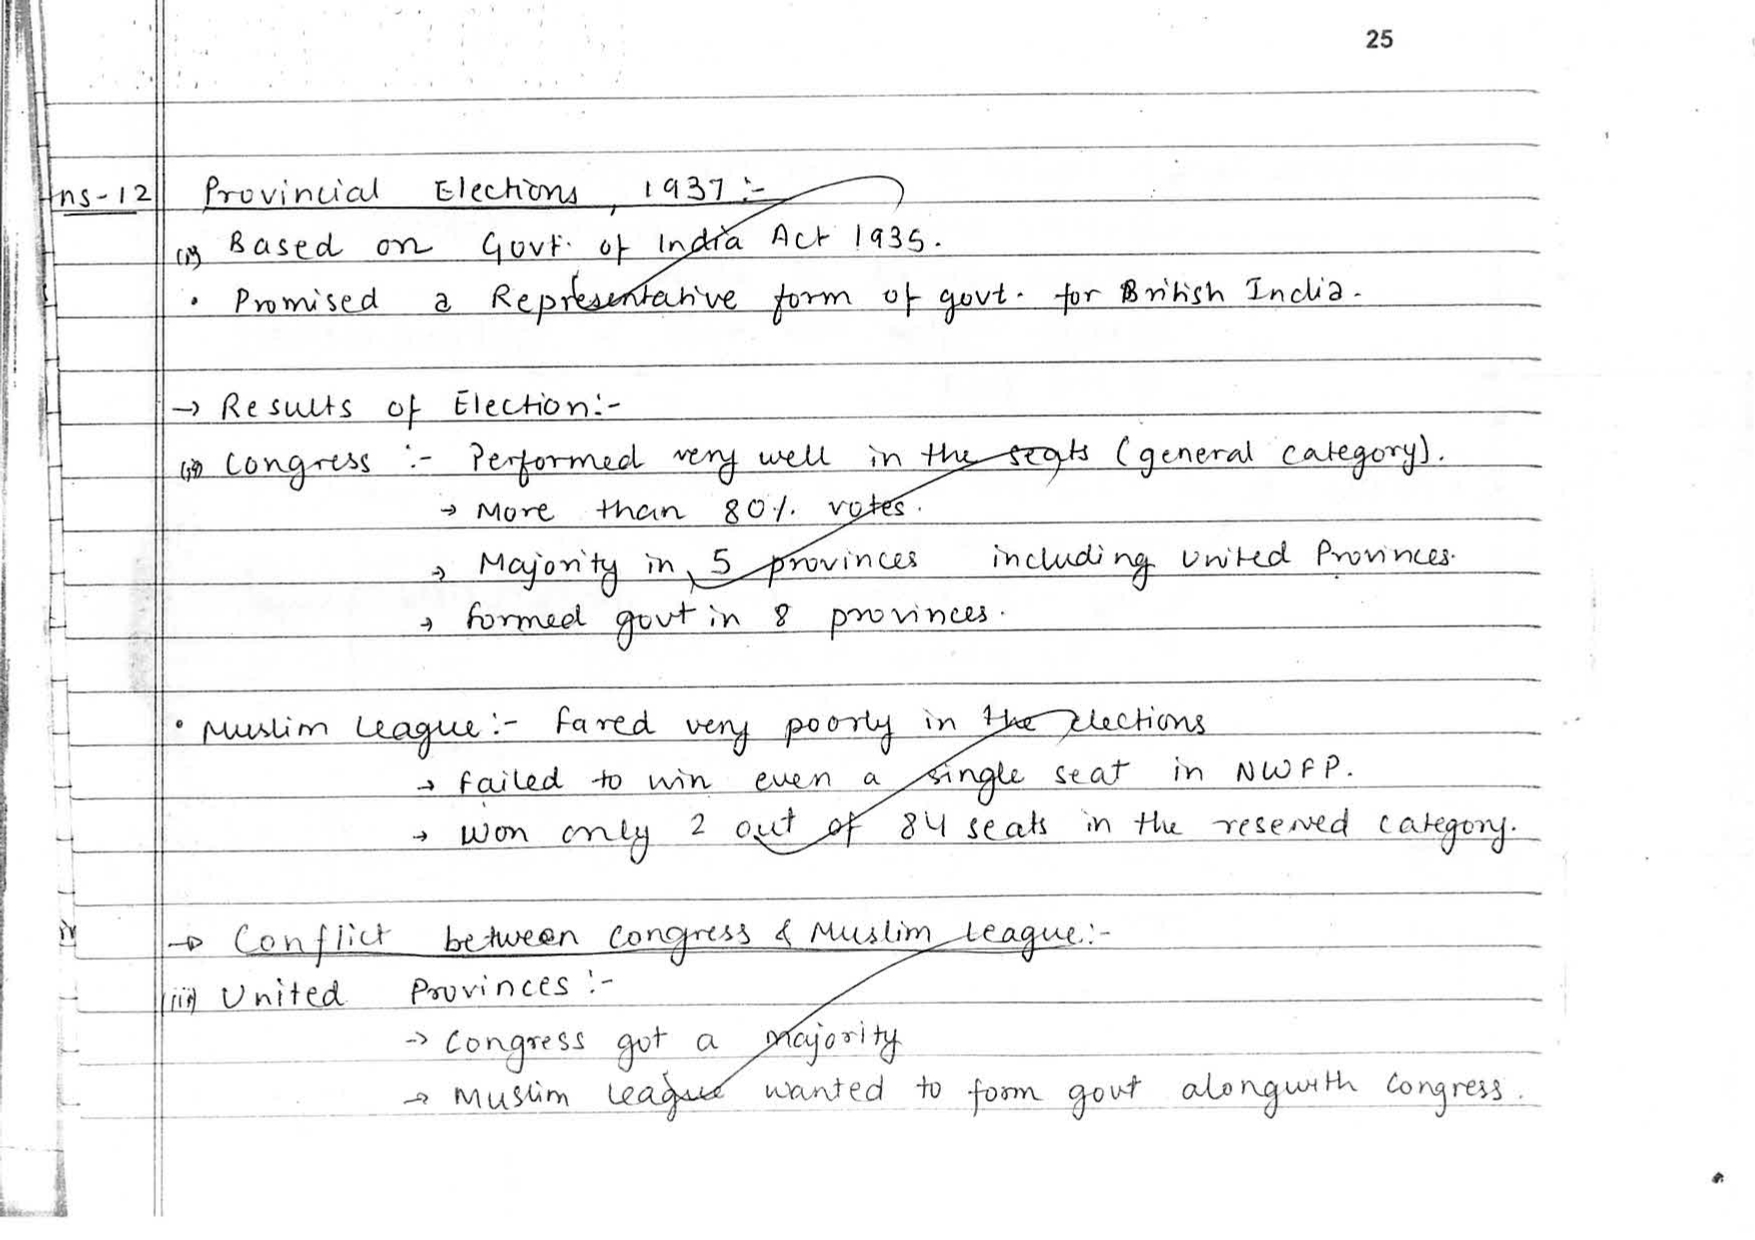 25
ns-12 Provincial Elections, 1937:-
(i) Based on Govt. of India Act 1935.
• Promised a Representative form of govt. for British India.
→ Results of Election:-
(ii) Congress :- Performed very well in the seats (general category).
→ More than 80% votes.
→ Majority in 5 provinces including United Provinces.
→ formed govt in 8 provinces.
• Muslim League:- Fared very poorly in the elections
→ Failed to win even a single seat in NWFP.
→ Won only 2 out of 84 seats in the reserved category.
→ Conflict between Congress & Muslim League:-
(iii) United Provinces :-
→ Congress got a majority
→ Muslim League wanted to form govt alongwith Congress.